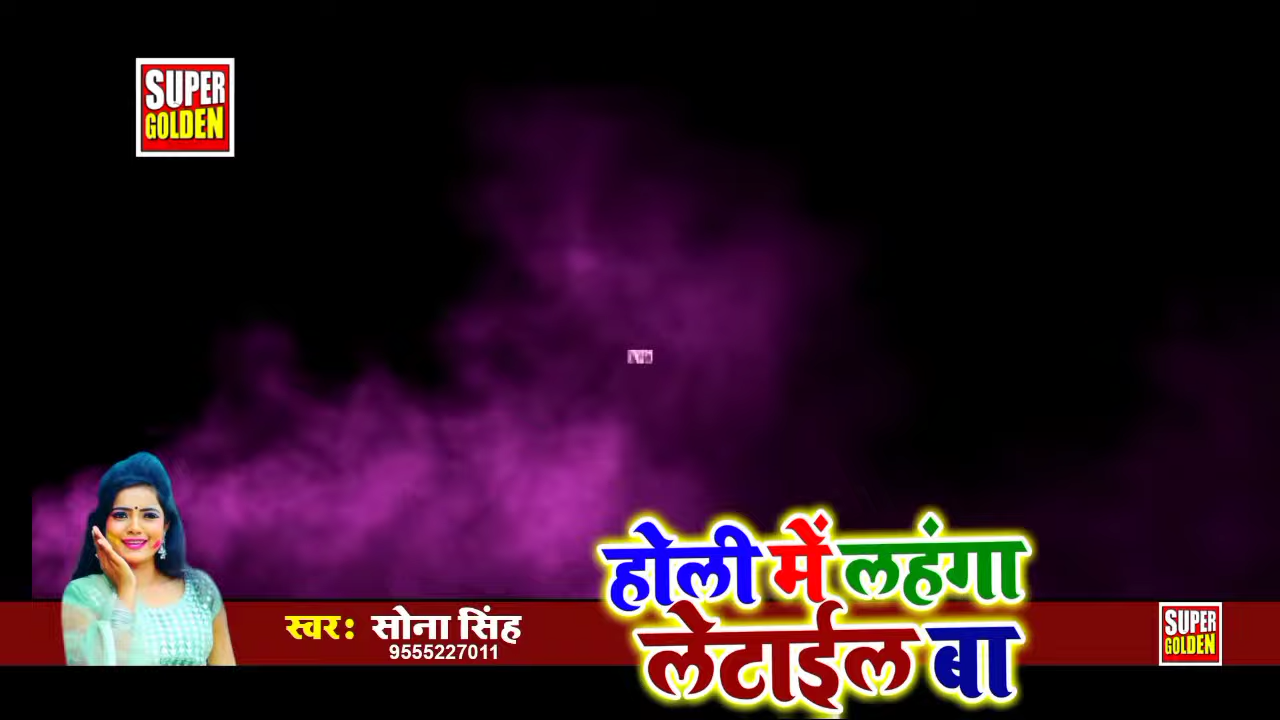 SUPER
GOLDEN
होली में लहंगा
लेटाईल बा
स्वर: सोना सिंह
9555227011
SUPER
GOLDEN